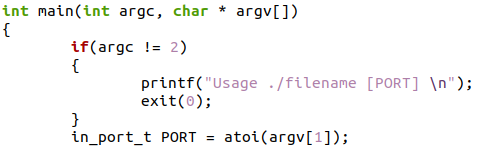 int main(int argc, char * argv[])
{
        if(argc != 2)
        {
                printf("Usage ./filename [PORT] \n");
                exit(0);
        }
        in_port_t PORT = atoi(argv[1]);